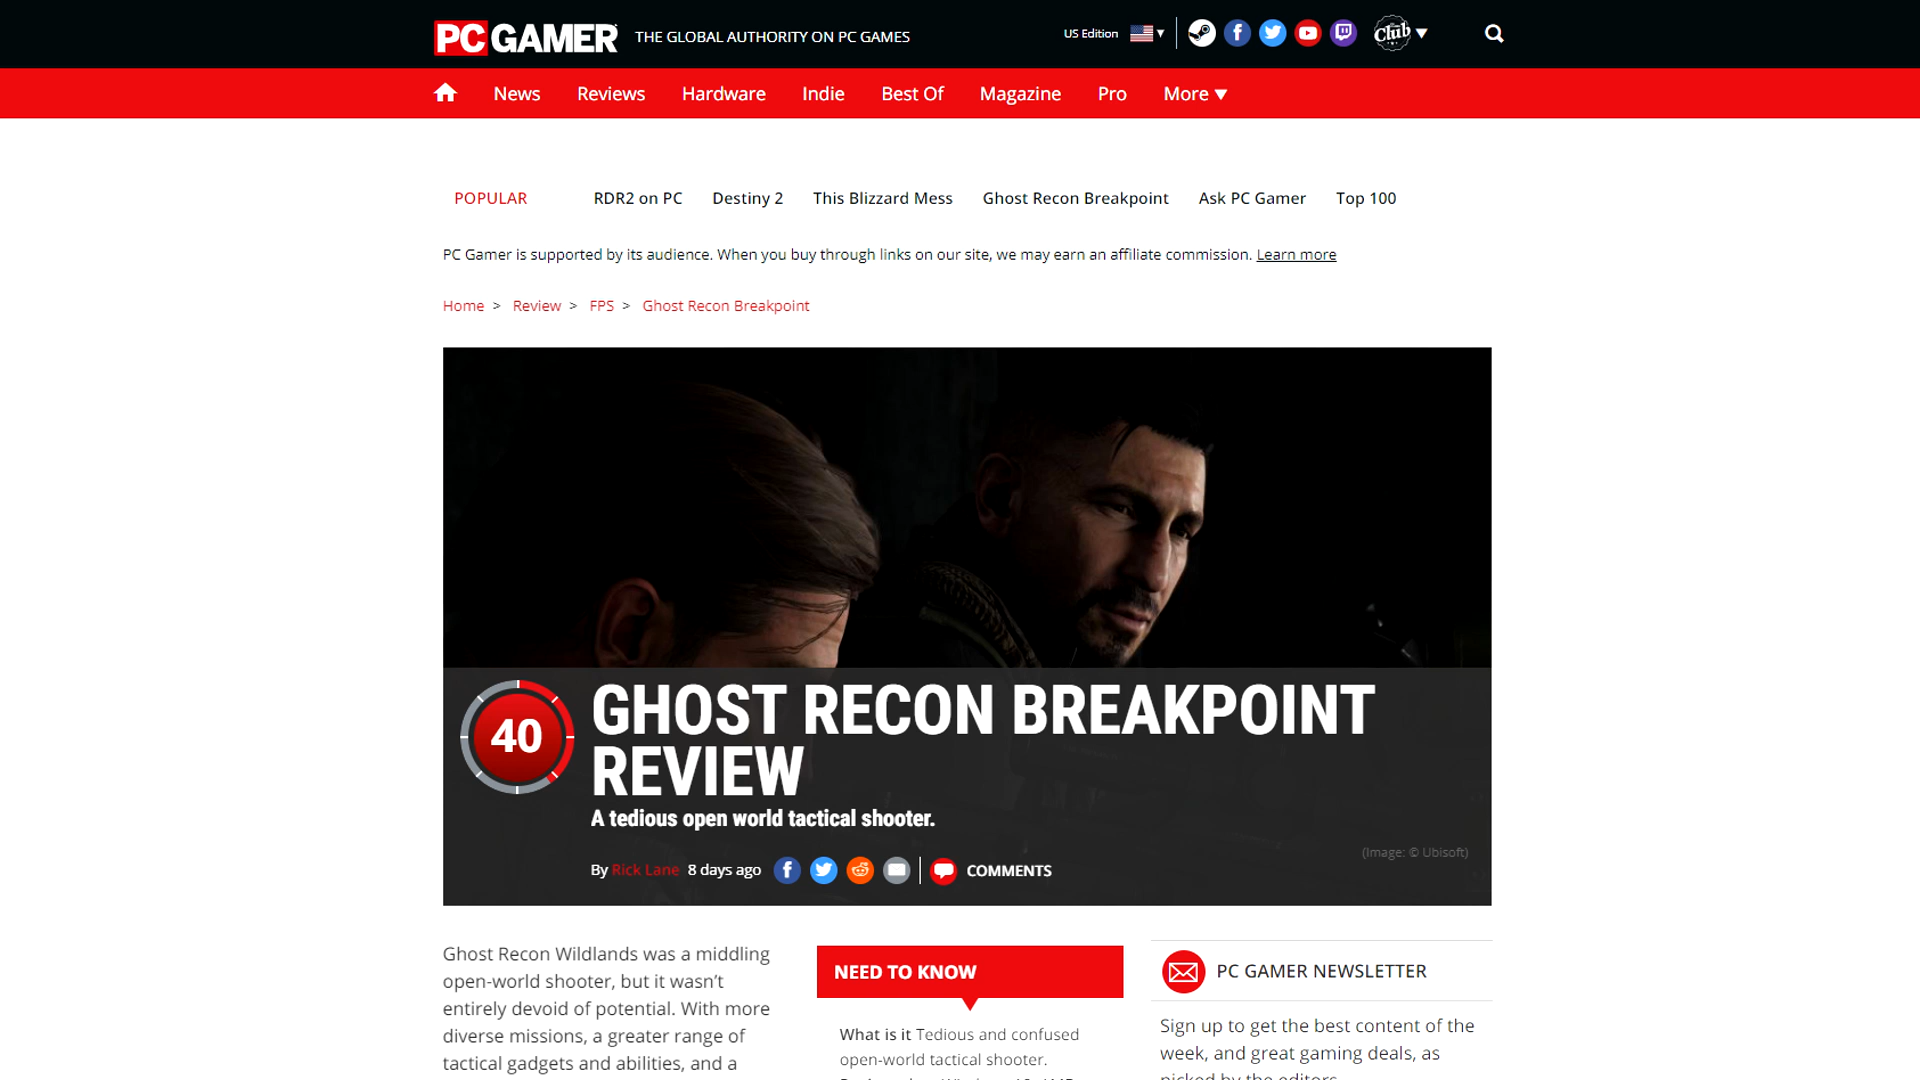 PC GAMER THE GLOBAL AUTHORITY ON PC GAMES US Edition Club
News Reviews Hardware Indie Best Of Magazine Pro More
POPULAR RDR2 on PC Destiny 2 This Blizzard Mess Ghost Recon Breakpoint Ask PC Gamer Top 100
PC Gamer is supported by its audience. When you buy through links on our site, we may earn an affiliate commission. Learn more
Home > Review > FPS > Ghost Recon Breakpoint
40
GHOST RECON BREAKPOINT
REVIEW
A tedious open world tactical shooter.
(Image: © Ubisoft)
By Rick Lane 8 days ago COMMENTS
Ghost Recon Wildlands was a middling
open-world shooter, but it wasn't
entirely devoid of potential. With more
diverse missions, a greater range of
tactical gadgets and abilities, and a
NEED TO KNOW
What is it Tedious and confused
open-world tactical shooter.
PC GAMER NEWSLETTER
Sign up to get the best content of the
week, and great gaming deals, as
picked by the editors.